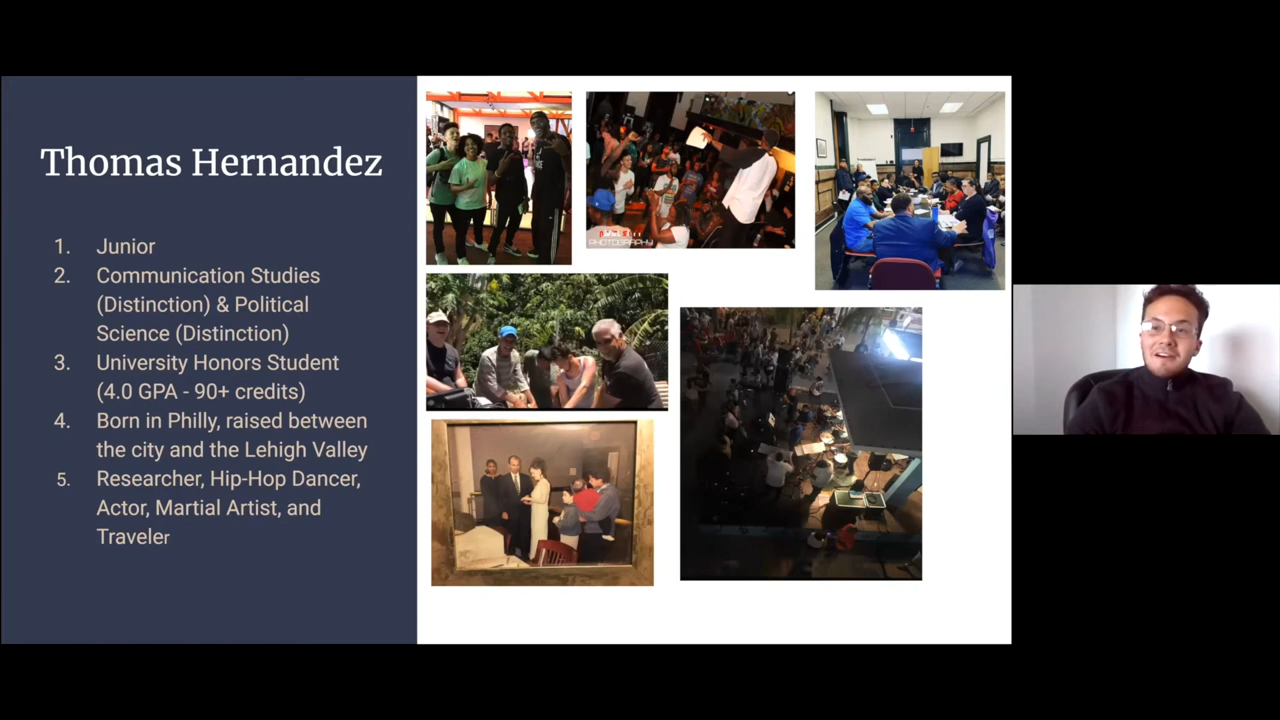 Thomas Hernandez
1. Junior
2. Communication Studies
(Distinction) & Political
Science (Distinction)
3. University Honors Student
(4.0 GPA - 90+ credits)
4. Born in Philly, raised between
the city and the Lehigh Valley
5. Researcher, Hip-Hop Dancer,
Actor, Martial Artist, and
Traveler
PHOTOGRAPHY